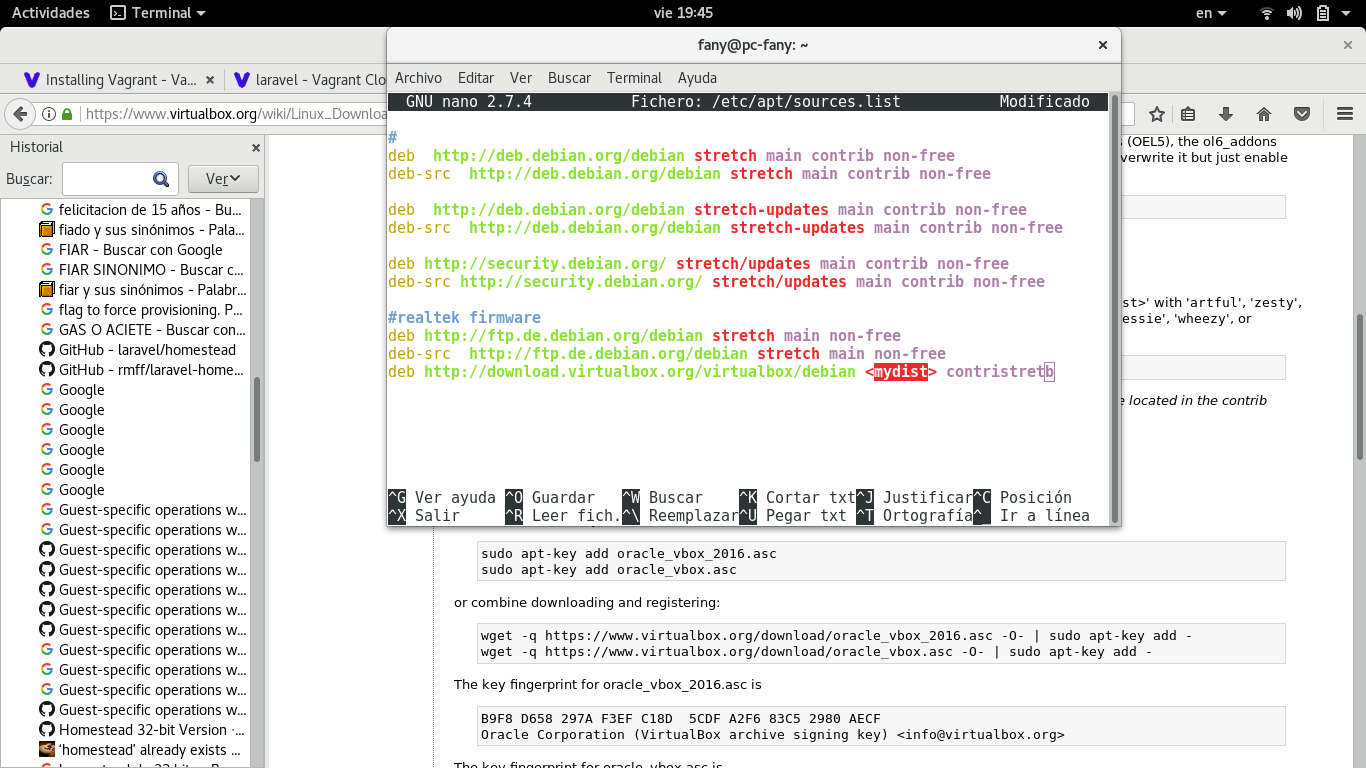 Actividades
Terminal
vie 19:45
en
fany@pc-fany: ~
Installing Vagrant - Va...
laravel - Vagrant Clo
https://www.virtualbox.org/wiki/Linux_Downloa
Archivo Editar Ver Buscar Terminal Ayuda
GNU nano 2.7.4 Fichero: /etc/apt/sources.list Modificado
#
deb  http://deb.debian.org/debian stretch main contrib non-free
deb-src  http://deb.debian.org/debian stretch main contrib non-free
deb  http://deb.debian.org/debian stretch-updates main contrib non-free
deb-src  http://deb.debian.org/debian stretch-updates main contrib non-free
deb http://security.debian.org/ stretch/updates main contrib non-free
deb-src http://security.debian.org/ stretch/updates main contrib non-free
#realtek firmware
deb http://ftp.de.debian.org/debian stretch main non-free
deb-src  http://ftp.de.debian.org/debian stretch main non-free
deb http://download.virtualbox.org/virtualbox/debian <mydist> contristretb
^G Ver ayuda ^O Guardar ^W Buscar ^K Cortar txt ^J Justificar ^C Posición
^X Salir ^R Leer fich. ^\ Reemplazar ^U Pegar txt ^T Ortografía ^_ Ir a línea
Historial
Buscar:
Ver
felicitacion de 15 años - Bu...
fiado y sus sinónimos - Pala...
FIAR - Buscar con Google
FIAR SINONIMO - Buscar c...
fiar y sus sinónimos - Palabr...
flag to force provisioning. P...
GAS O ACIETE - Buscar con...
GitHub - laravel/homestead
GitHub - rmff/laravel-home...
Google
Google
Google
Google
Google
Google
Guest-specific operations w...
Guest-specific operations w...
Guest-specific operations w...
Guest-specific operations w...
Guest-specific operations w...
Guest-specific operations w...
Guest-specific operations w...
Guest-specific operations w...
Guest-specific operations w...
Guest-specific operations w...
Guest-specific operations w...
Homestead 32-bit Version ·...
‘homestead’ already exists ...
(OEL5), the ol6_addons
verwrite it but just enable
st>' with 'artful', 'zesty',
essie', 'wheezy', or
e located in the contrib
sudo apt-key add oracle_vbox_2016.asc
sudo apt-key add oracle_vbox.asc
or combine downloading and registering:
wget -q https://www.virtualbox.org/download/oracle_vbox_2016.asc -O- | sudo apt-key add -
wget -q https://www.virtualbox.org/download/oracle_vbox.asc -O- | sudo apt-key add -
The key fingerprint for oracle_vbox_2016.asc is
B9F8 D658 297A F3EF C18D  5CDF A2F6 83C5 2980 AECF
Oracle Corporation (VirtualBox archive signing key) <info@virtualbox.org>
The key fingerprint for oracle_vbox.asc is